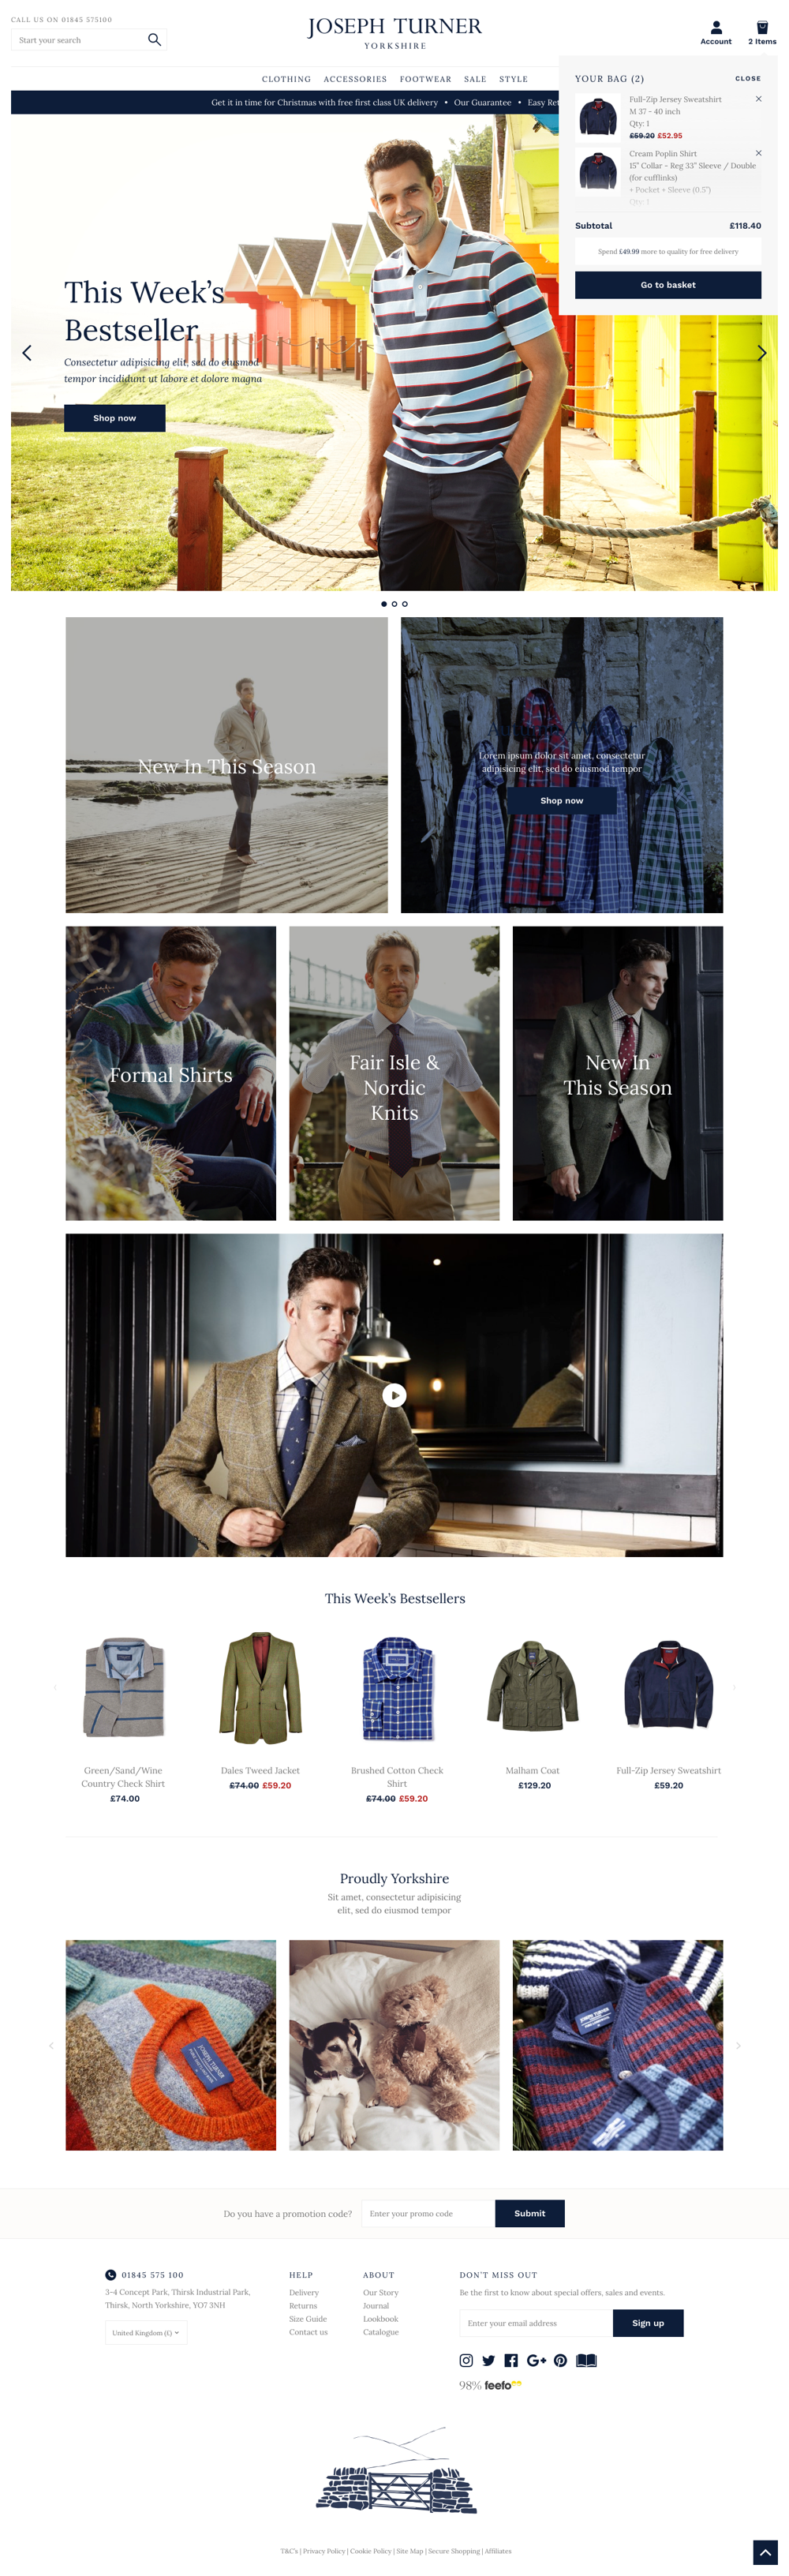 CALL US ON 01845 575100
Start your search
JOSEPH TURNER
YORKSHIRE
Account
2 Items
CLOTHING ACCESSORIES FOOTWEAR SALE STYLE
Get it in time for Christmas with free first class UK delivery • Our Guarantee • Easy Ret
YOUR BAG (2)
CLOSE
Full-Zip Jersey Sweatshirt
M 37 - 40 inch
Qty: 1
£59.20 £52.95
Cream Poplin Shirt
15" Collar - Reg 33" Sleeve / Double
(for cufflinks)
+ Pocket + Sleeve (0.5")
Qty: 1
Subtotal £118.40
Spend £49.99 more to quality for free delivery
Go to basket
This Week's
Bestseller
Consectetur adipisicing elit, sed do eiusmod
tempor incididunt ut labore et dolore magna
Shop now
New In This Season
Lorem ipsum dolor sit amet, consectetur
adipisicing elit, sed do eiusmod tempor
Shop now
Formal Shirts
Fair Isle &
Nordic
Knits
New In
This Season
This Week's Bestsellers
Green/Sand/Wine
Country Check Shirt
£74.00
Dales Tweed Jacket
£74.00 £59.20
Brushed Cotton Check
Shirt
£74.00 £59.20
Malham Coat
£129.20
Full-Zip Jersey Sweatshirt
£59.20
Proudly Yorkshire
Sit amet, consectetur adipisicing
elit, sed do eiusmod tempor
JOSEPH TURNER
JOSEPH TURNER
Do you have a promotion code?
Enter your promo code
Submit
01845 575 100
3-4 Concept Park, Thirsk Industrial Park,
Thirsk, North Yorkshire, YO7 3NH
United Kingdom (£)
HELP
Delivery
Returns
Size Guide
Contact us
ABOUT
Our Story
Journal
Lookbook
Catalogue
DON'T MISS OUT
Be the first to know about special offers, sales and events.
Enter your email address
Sign up
98% feefo
T&C's | Privacy Policy | Cookie Policy | Site Map | Secure Shopping | Affiliates